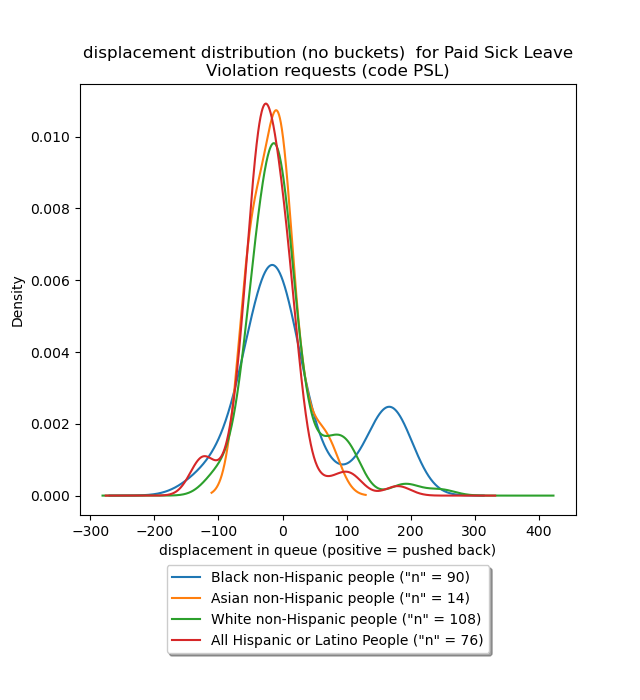 displacement distribution (no buckets)  for Paid Sick Leave
Violation requests (code PSL)
0.010
0.008
0.006
0.004
0.002
0.000
Density
−300 −200 −100 0 100 200 300 400
displacement in queue (positive = pushed back)
Black non-Hispanic people ("n" = 90)
Asian non-Hispanic people ("n" = 14)
White non-Hispanic people ("n" = 108)
All Hispanic or Latino People ("n" = 76)